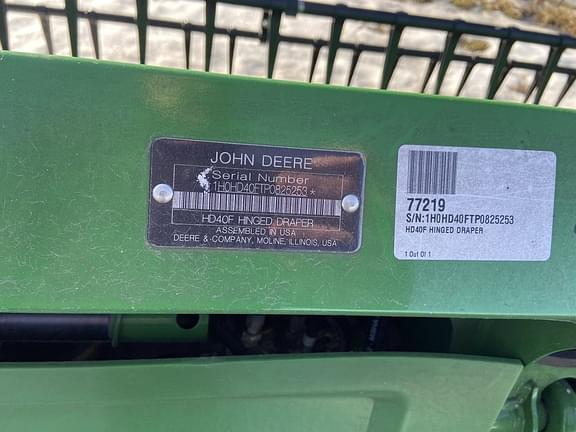 JOHN DEERE
Serial Number
1H0HD40FTP0825253*
HD40F HINGED DRAPER
ASSEMBLED IN USA
DEERE & COMPANY, MOLINE, ILLINOIS, USA
77219
S/N:1H0HD40FTP0825253
HD40F HINGED DRAPER
1 Out Of 1